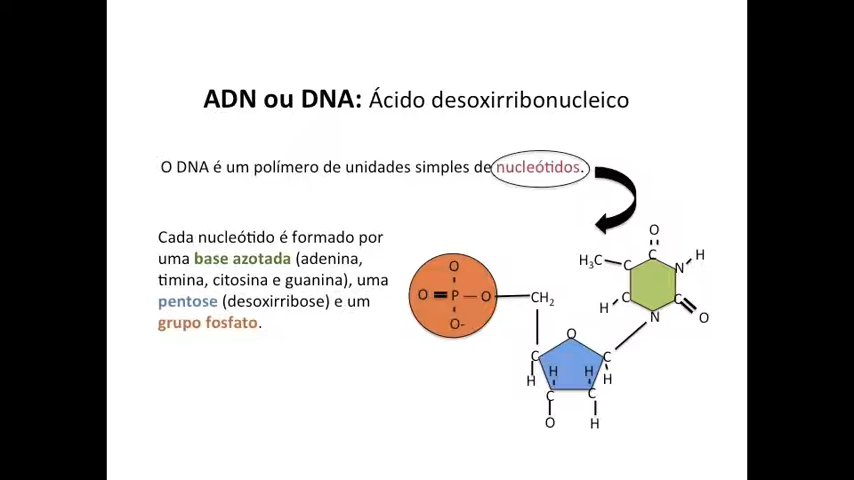 ADN ou DNA: Ácido desoxirribonucleico
O DNA é um polímero de unidades simples de nucleótidos.
Cada nucleótido é formado por
uma base azotada (adenina,
timina, citosina e guanina), uma
pentose (desoxirribose) e um
grupo fosfato.
O
O = P — O — CH₂
O-
O
H₃C C C N H
H C C O
N
O
C C
H H H H
C C
O H